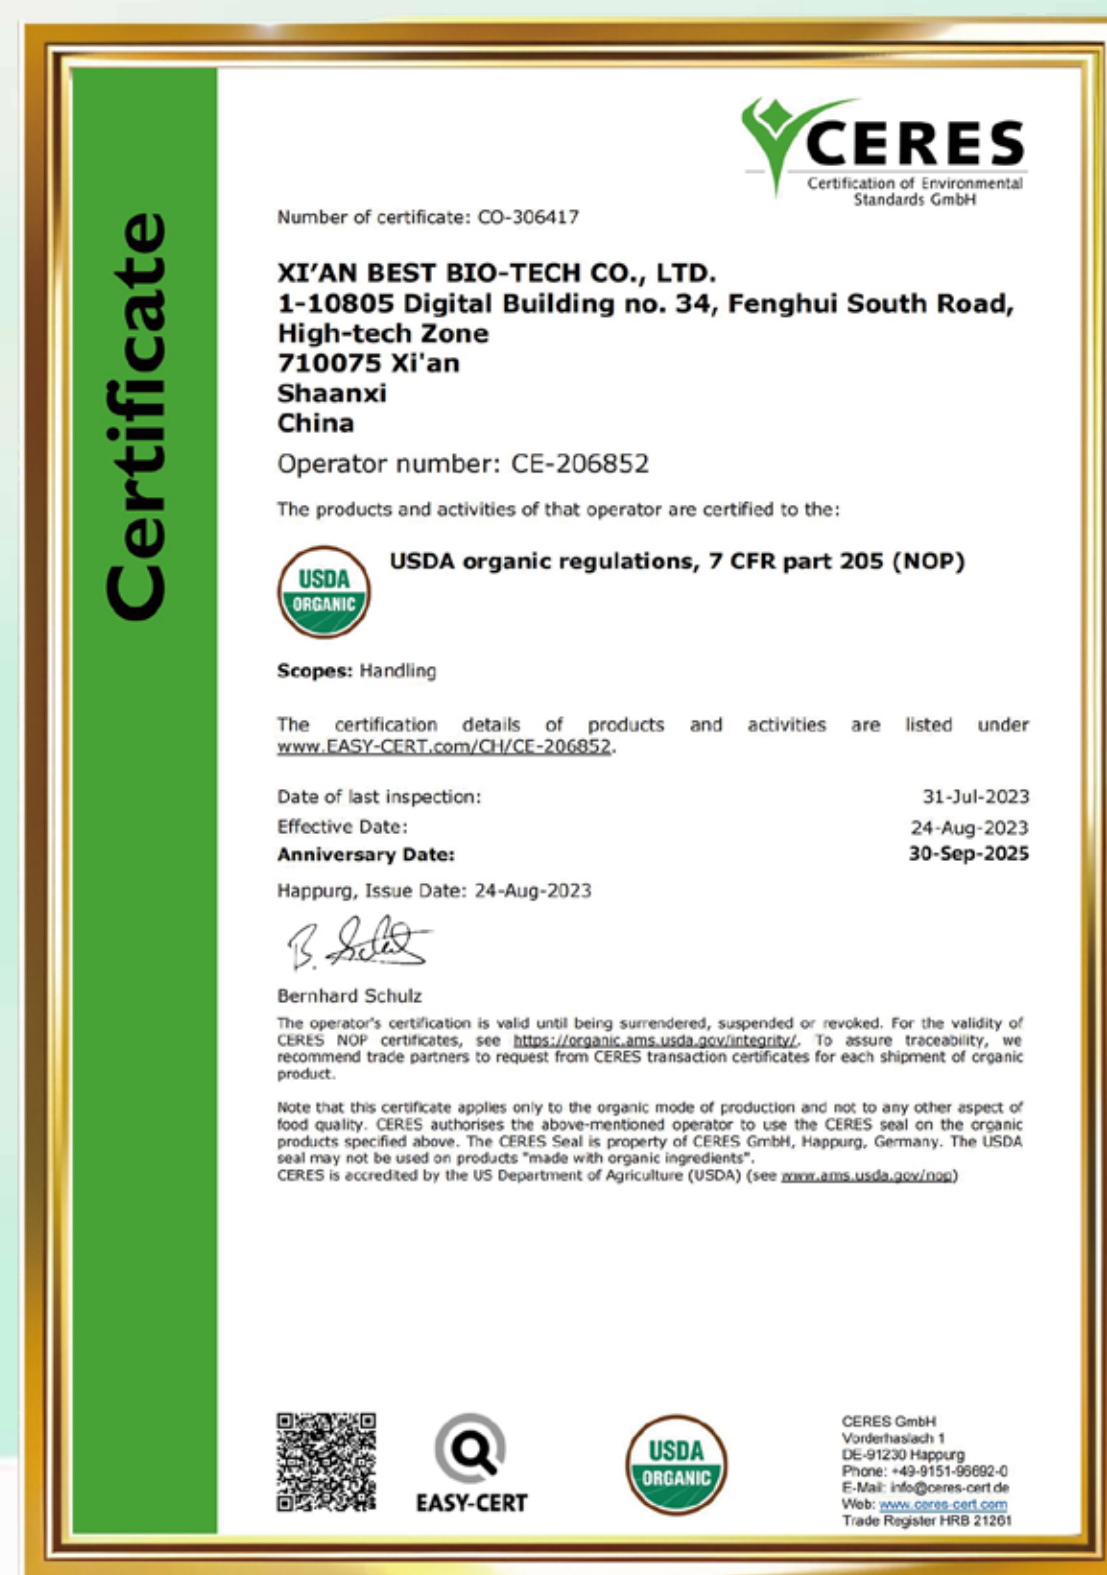 Certificate
CERES
Certification of Environmental
Standards GmbH
Number of certificate: CO-306417
XI’AN BEST BIO-TECH CO., LTD.
1-10805 Digital Building no. 34, Fenghui South Road,
High-tech Zone
710075 Xi'an
Shaanxi
China
Operator number: CE-206852
The products and activities of that operator are certified to the:
USDA
ORGANIC
USDA organic regulations, 7 CFR part 205 (NOP)
Scopes: Handling
The certification details of products and activities are listed under
www.EASY-CERT.com/CH/CE-206852.
Date of last inspection: 31-Jul-2023
Effective Date: 24-Aug-2023
Anniversary Date: 30-Sep-2025
Happurg, Issue Date: 24-Aug-2023
Bernhard Schulz
The operator's certification is valid until being surrendered, suspended or revoked. For the validity of
CERES NOP certificates, see https://organic.ams.usda.gov/integrity/. To assure traceability, we
recommend trade partners to request from CERES transaction certificates for each shipment of organic
product.
Note that this certificate applies only to the organic mode of production and not to any other aspect of
food quality. CERES authorises the above-mentioned operator to use the CERES seal on the organic
products specified above. The CERES Seal is property of CERES GmbH, Happurg, Germany. The USDA
seal may not be used on products "made with organic ingredients".
CERES is accredited by the US Department of Agriculture (USDA) (see www.ams.usda.gov/nop)
EASY-CERT
USDA
ORGANIC
CERES GmbH
Vorderhaslach 1
DE-91230 Happurg
Phone: +49-9151-96692-0
E-Mail: info@ceres-cert.de
Web: www.ceres-cert.com
Trade Register HRB 21261